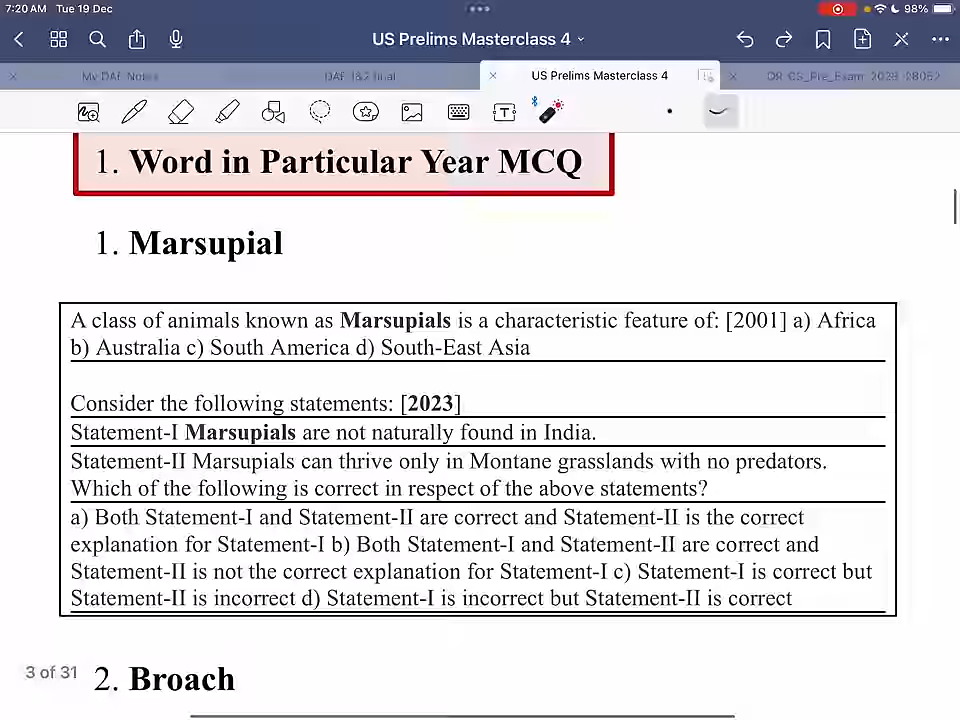 7:20 AM Tue 19 Dec
98%
US Prelims Masterclass 4
My DAF Notes
DAF 1&2 final
US Prelims Masterclass 4
1. Word in Particular Year MCQ
1. Marsupial
A class of animals known as Marsupials is a characteristic feature of: [2001] a) Africa
b) Australia c) South America d) South-East Asia
Consider the following statements: [2023]
Statement-I Marsupials are not naturally found in India.
Statement-II Marsupials can thrive only in Montane grasslands with no predators.
Which of the following is correct in respect of the above statements?
a) Both Statement-I and Statement-II are correct and Statement-II is the correct
explanation for Statement-I b) Both Statement-I and Statement-II are correct and
Statement-II is not the correct explanation for Statement-I c) Statement-I is correct but
Statement-II is incorrect d) Statement-I is incorrect but Statement-II is correct
3 of 31
2. Broach